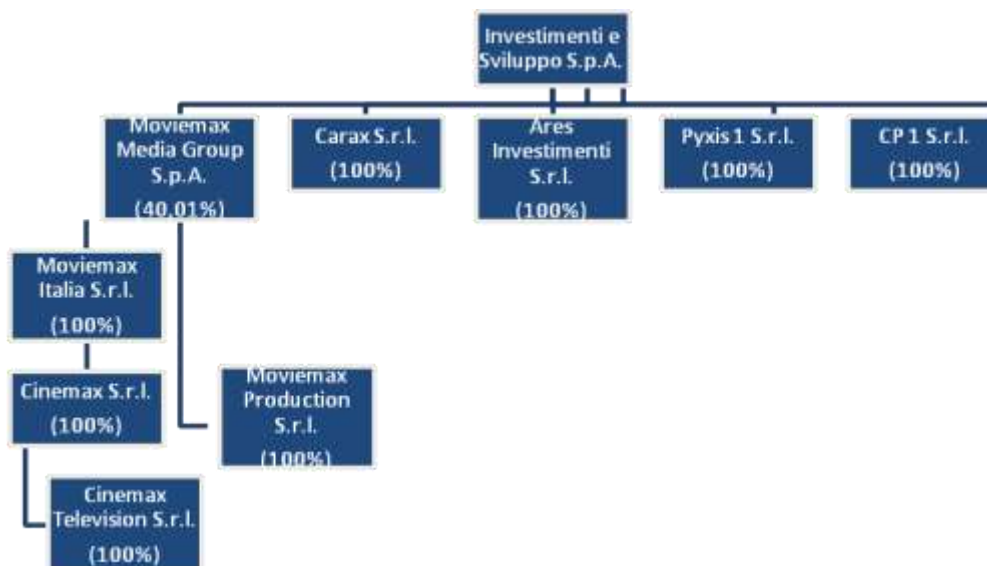 Investimenti e
Sviluppo S.p.A.
Moviemax
Media Group
S.p.A.
(40,01%)
Carax S.r.l.
(100%)
Ares
Investimenti
S.r.l.
(100%)
Pyxis 1 S.r.l.
(100%)
CP 1 S.r.l.
(100%)
Moviemax
Italia S.r.l.
(100%)
Cinemax S.r.l.
(100%)
Moviemax
Production
S.r.l.
(100%)
Cinemax
Television S.r.l.
(100%)